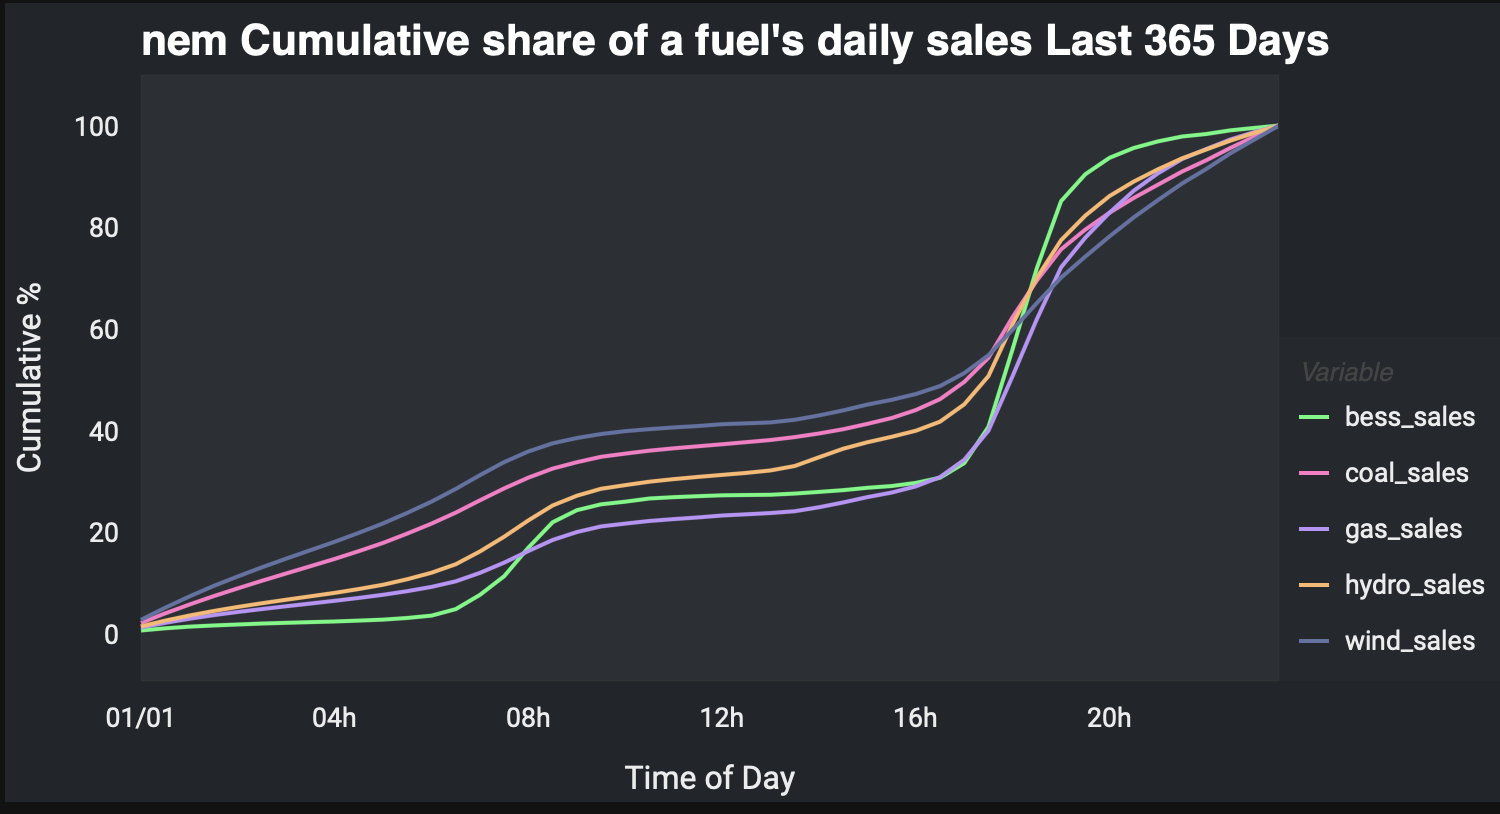 nem Cumulative share of a fuel's daily sales Last 365 Days
Cumulative %
100
80
60
40
20
0
01/01 04h 08h 12h 16h 20h
Time of Day
Variable
bess_sales
coal_sales
gas_sales
hydro_sales
wind_sales